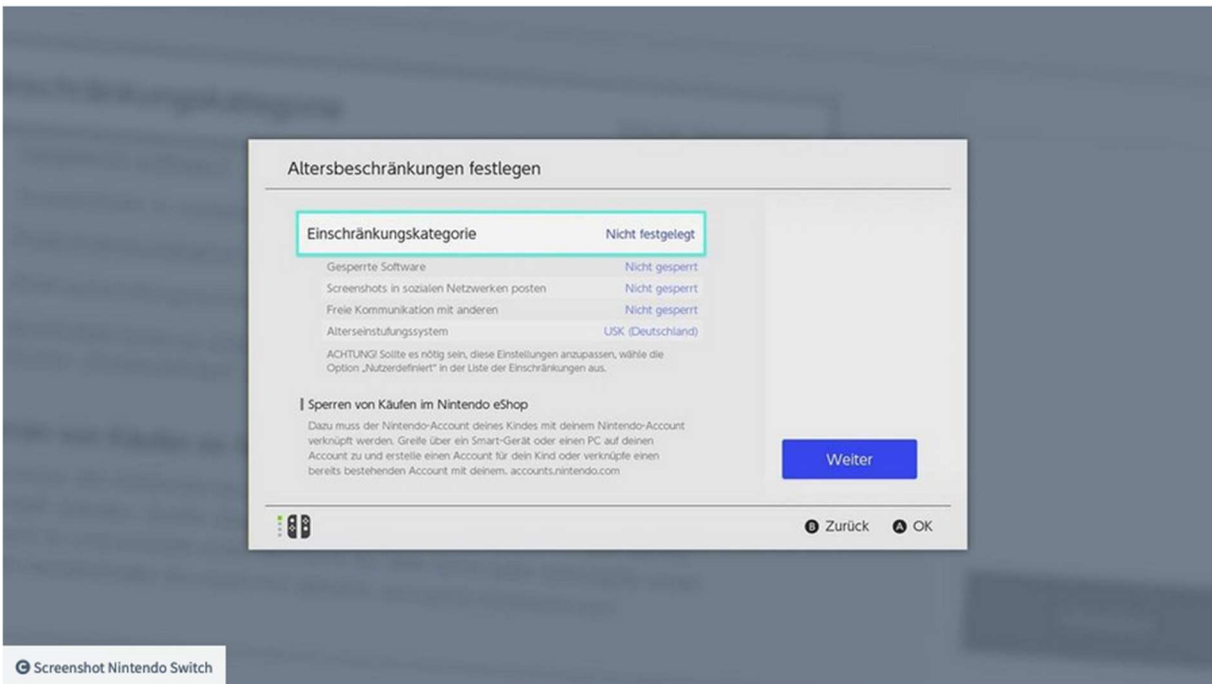 Altersbeschränkungen festlegen
Einschränkungskategorie Nicht festgelegt
Gesperrte Software Nicht gesperrt
Screenshots in sozialen Netzwerken posten Nicht gesperrt
Freie Kommunikation mit anderen Nicht gesperrt
Alterseinstufungssystem USK (Deutschland)
ACHTUNG! Sollte es nötig sein, diese Einstellungen anzupassen, wähle die
Option „Nutzerdefiniert“ in der Liste der Einschränkungen aus.
Sperren von Käufen im Nintendo eShop
Dazu muss der Nintendo-Account deines Kindes mit deinem Nintendo-Account
verknüpft werden. Greife über ein Smart-Gerät oder einen PC auf deinen
Account zu und erstelle einen Account für dein Kind oder verknüpfe einen
bereits bestehenden Account mit deinem. accounts.nintendo.com
Weiter
B Zurück A OK
C Screenshot Nintendo Switch